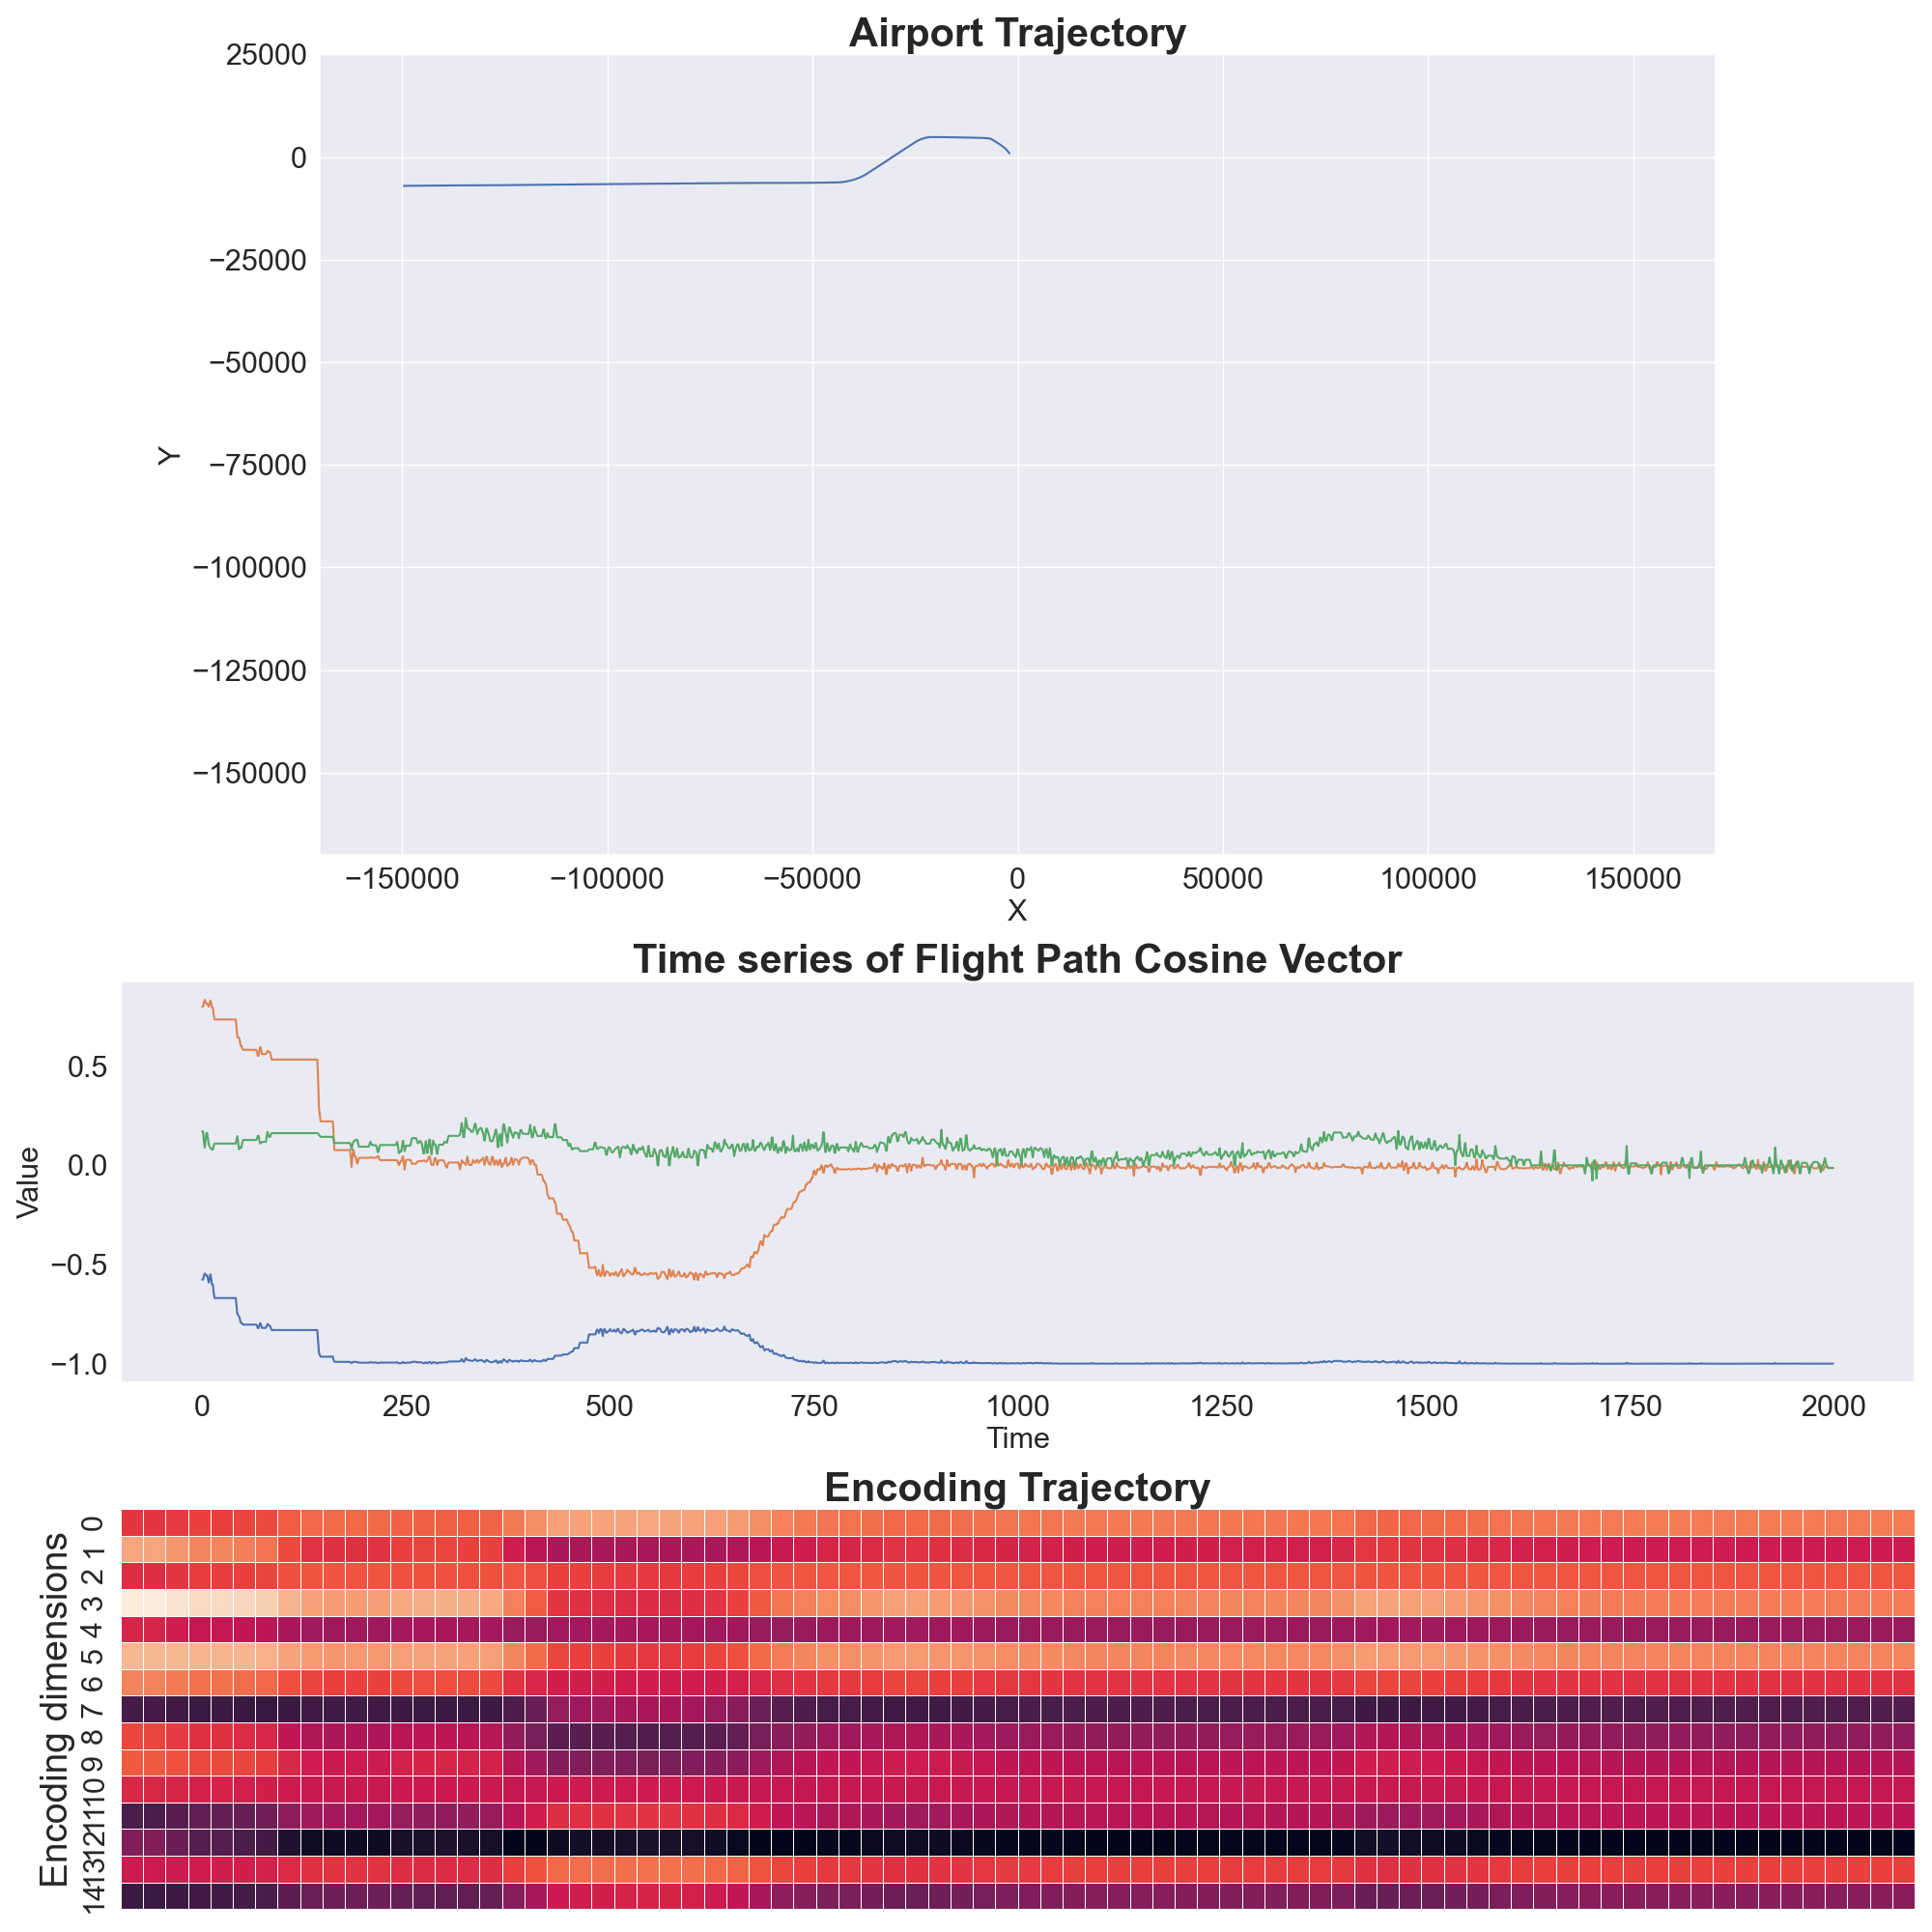 Airport Trajectory
25000
0
−25000
−50000
−75000
−100000
−125000
−150000
Y
−150000 −100000 −50000 0 50000 100000 150000
X
Time series of Flight Path Cosine Vector
0.5
0.0
−0.5
−1.0
Value
0 250 500 750 1000 1250 1500 1750 2000
Time
Encoding Trajectory
Encoding dimensions
0
1
2
3
4
5
6
7
8
9
10
11
12
13
14